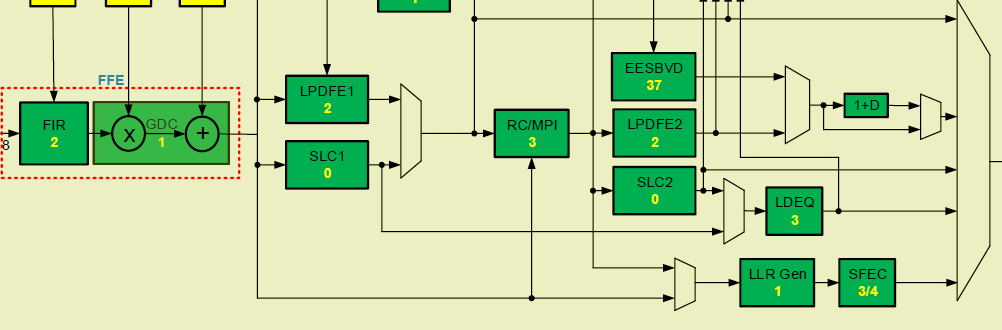 FFE
8
FIR
2
X
GDC
1
+
LPDFE1
2
SLC1
0
RC/MPI
3
EESBVD
37
LPDFE2
2
SLC2
0
1+D
LDEQ
3
LLR Gen
1
SFEC
3/4